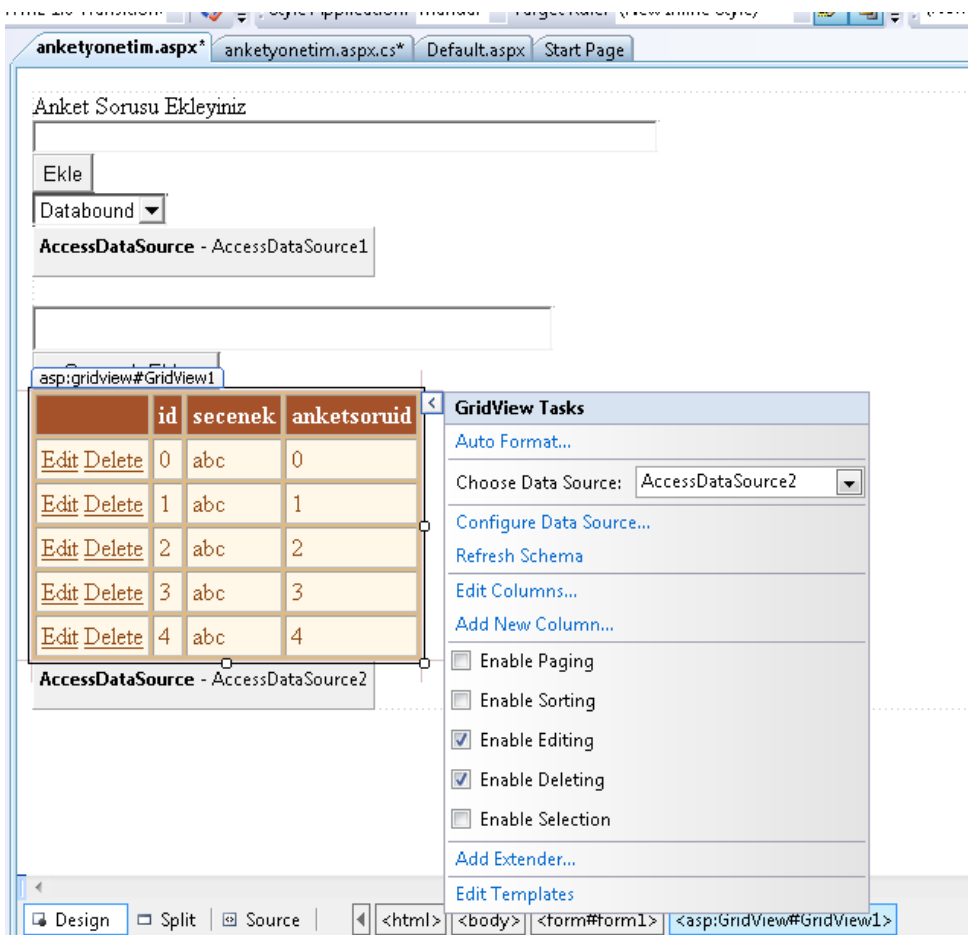 anketyonetim.aspx* anketyonetim.aspx.cs* Default.aspx Start Page
Anket Sorusu Ekleyiniz
Ekle
Databound
AccessDataSource - AccessDataSource1
asp:gridview#GridView1
id secenek anketsoruid
Edit Delete 0 abc 0
Edit Delete 1 abc 1
Edit Delete 2 abc 2
Edit Delete 3 abc 3
Edit Delete 4 abc 4
AccessDataSource - AccessDataSource2
GridView Tasks
Auto Format...
Choose Data Source: AccessDataSource2
Configure Data Source...
Refresh Schema
Edit Columns...
Add New Column...
Enable Paging
Enable Sorting
Enable Editing
Enable Deleting
Enable Selection
Add Extender...
Edit Templates
Design Split Source <html> <body> <form#form1> <asp:GridView#GridView1>